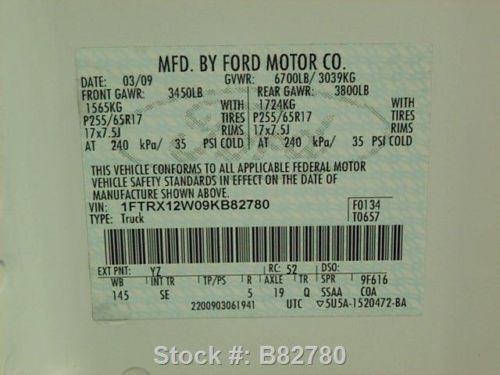 MFD. BY FORD MOTOR CO.
DATE: 03/09 GVWR: 6700LB/ 3039KG
FRONT GAWR: 3450LB REAR GAWR: 3800LB
1565KG WITH 1724KG WITH
P255/65R17 TIRES P255/65R17 TIRES
17x7.5J RIMS 17x7.5J RIMS
AT 240 kPa/ 35 PSI COLD AT 240 kPa/ 35 PSI COLD
THIS VEHICLE CONFORMS TO ALL APPLICABLE FEDERAL MOTOR
VEHICLE SAFETY STANDARDS IN EFFECT ON THE DATE OF
MANUFACTURE SHOWN ABOVE.
VIN: 1FTRX12W09KB82780 F0134
TYPE: Truck T0657
EXT PNT: YZ RC: 52 DSO:
WB INT TR TP/PS R AXLE TR SPR 9F616
145 SE 5 19 Q 5SAA C0A
2200903061941 UTC ▽5U5A-1520472-BA
Stock #: B82780